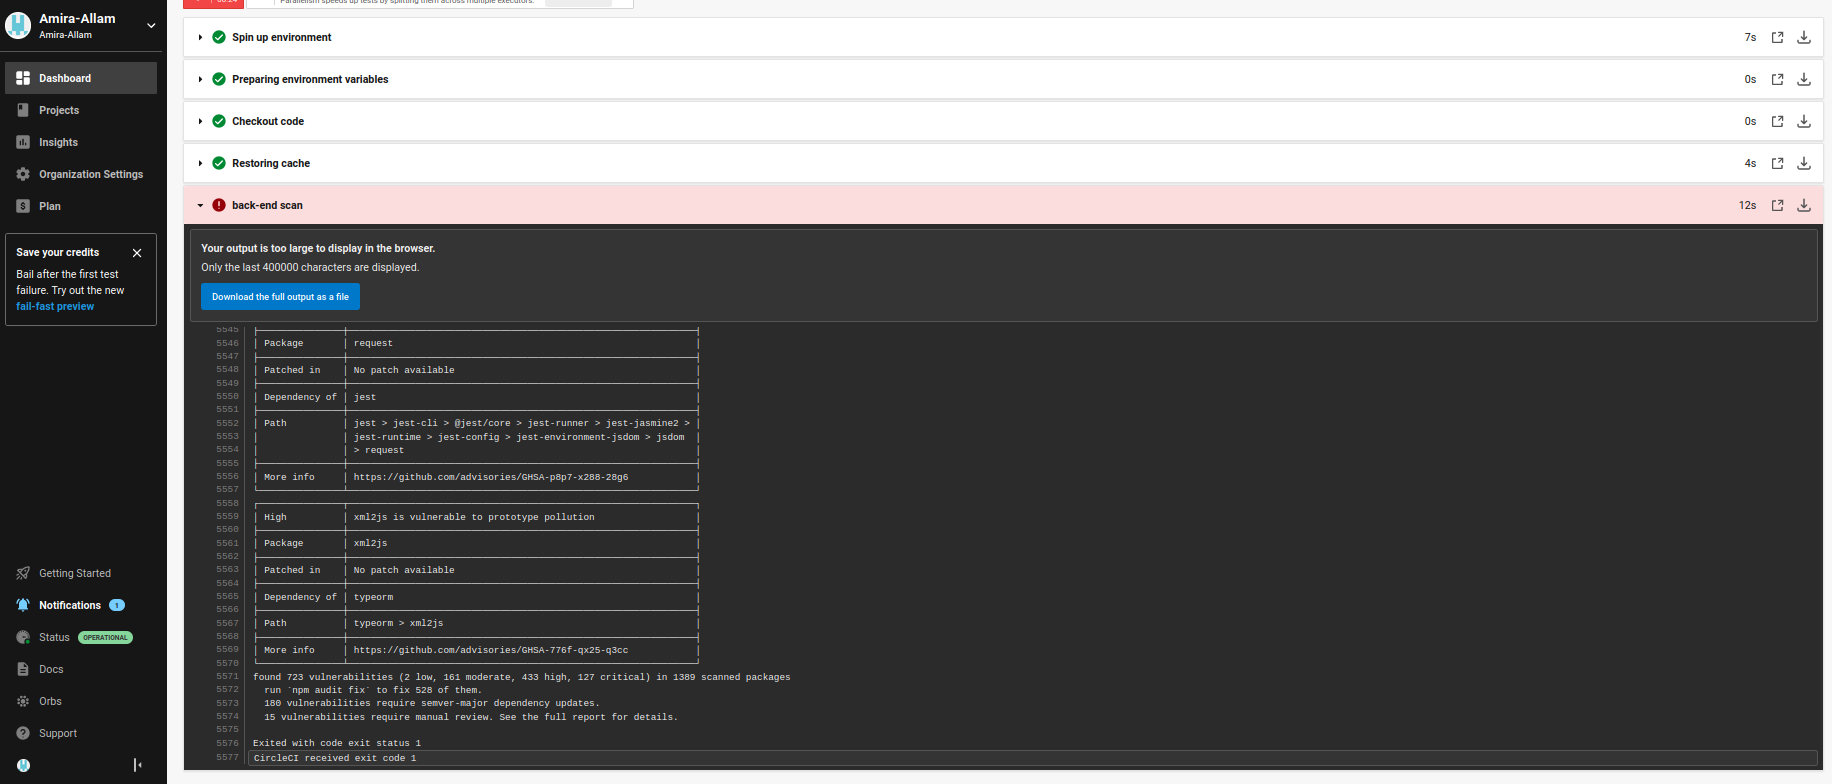 Amira-Allam
Amira-Allam
Dashboard
Projects
Insights
Organization Settings
Plan
Save your credits
Bail after the first test
failure. Try out the new
fail-fast preview
Getting Started
Notifications 1
Status OPERATIONAL
Docs
Orbs
Support
Parallelism speeds up tests by splitting them across multiple executors.
Spin up environment 7s
Preparing environment variables 0s
Checkout code 0s
Restoring cache 4s
back-end scan 12s
Your output is too large to display in the browser.
Only the last 400000 characters are displayed.
Download the full output as a file
5545
5546 Package request
5547
5548 Patched in No patch available
5549
5550 Dependency of jest
5551
5552 Path jest > jest-cli > @jest/core > jest-runner > jest-jasmine2 >
5553 jest-runtime > jest-config > jest-environment-jsdom > jsdom
5554 > request
5555
5556 More info https://github.com/advisories/GHSA-p8p7-x288-28g6
5557
5558
5559 High xml2js is vulnerable to prototype pollution
5560
5561 Package xml2js
5562
5563 Patched in No patch available
5564
5565 Dependency of typeorm
5566
5567 Path typeorm > xml2js
5568
5569 More info https://github.com/advisories/GHSA-776f-qx25-q3cc
5570
5571 found 723 vulnerabilities (2 low, 161 moderate, 433 high, 127 critical) in 1389 scanned packages
5572 run `npm audit fix` to fix 528 of them.
5573 180 vulnerabilities require semver-major dependency updates.
5574 15 vulnerabilities require manual review. See the full report for details.
5575
5576 Exited with code exit status 1
5577 CircleCI received exit code 1